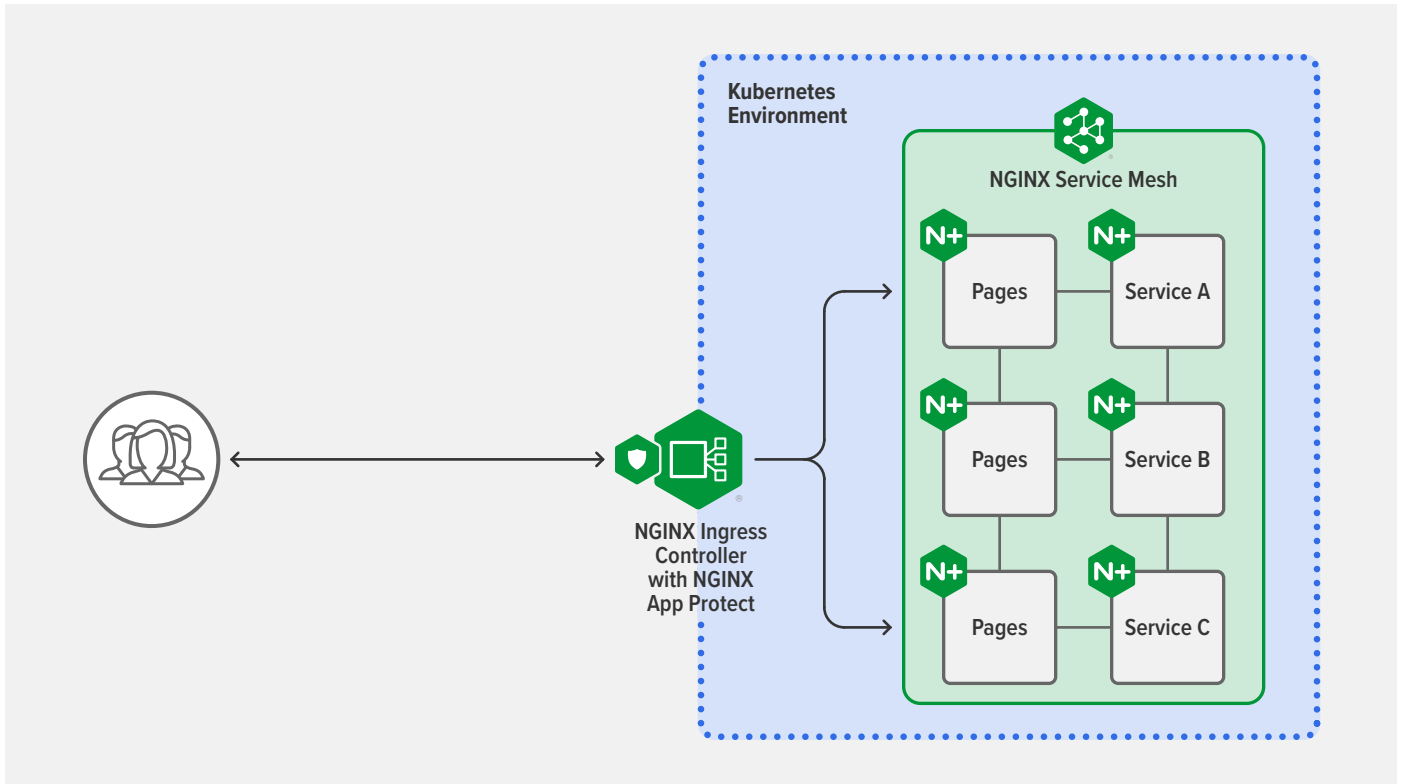 Kubernetes
Environment
NGINX Service Mesh
N+
N+
Pages
Service A
N+
N+
Pages
Service B
NGINX Ingress
Controller
with NGINX
App Protect
N+
N+
Pages
Service C
®
®